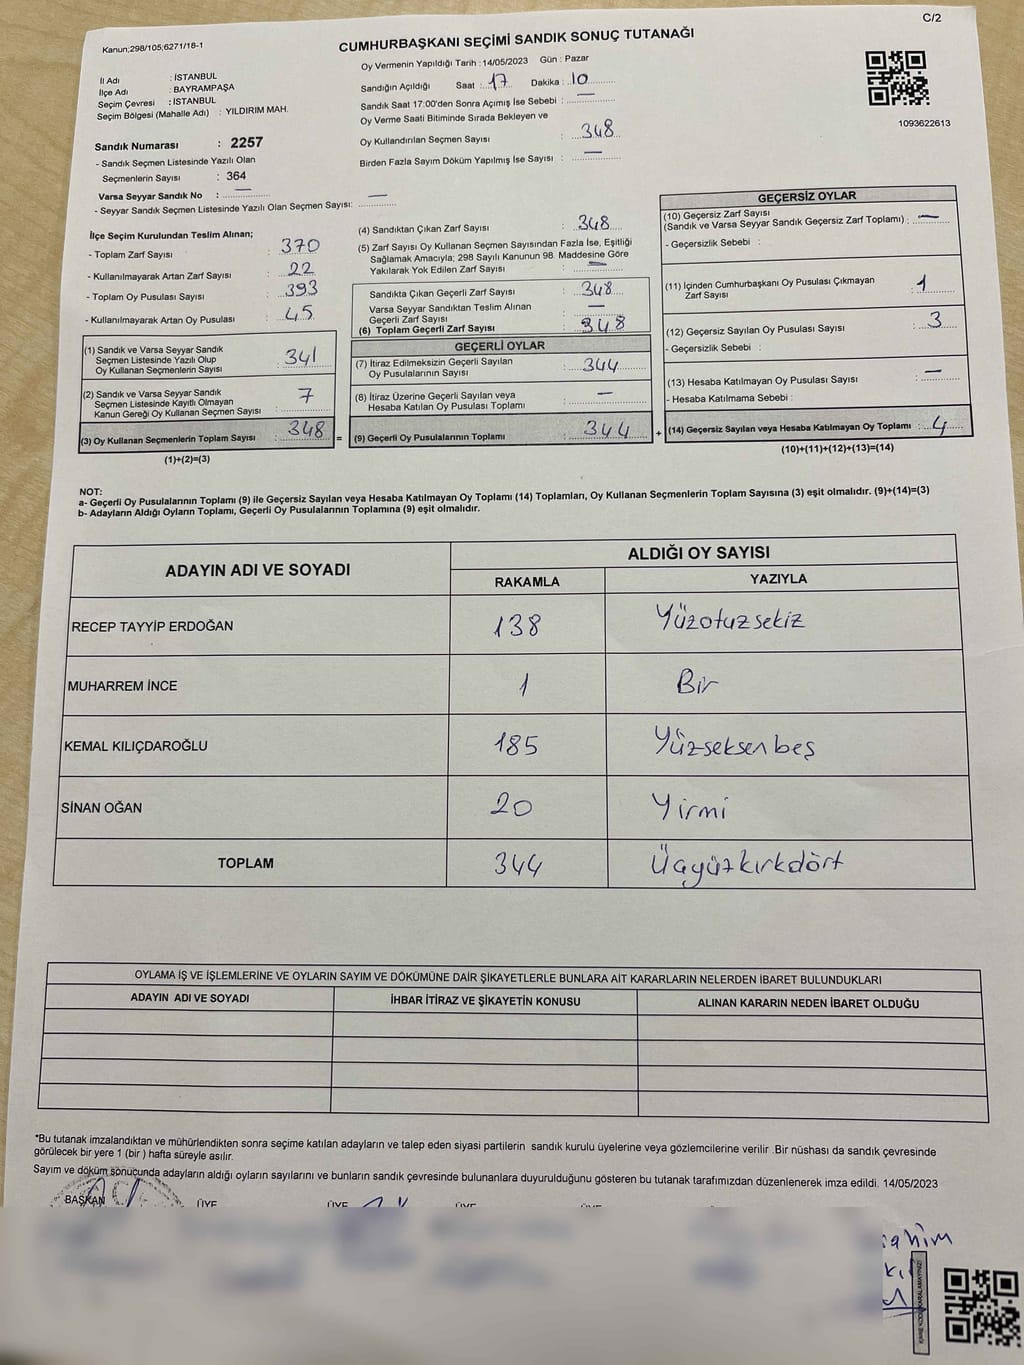 C/2
Kanun;298/105;6271/16-1
CUMHURBAŞKANI SEÇİMİ SANDIK SONUÇ TUTANAĞI
İl Adı : İSTANBUL
İlçe Adı : BAYRAMPAŞA
Seçim Çevresi : İSTANBUL
Seçim Bölgesi (Mahalle Adı) : YILDIRIM MAH.
Sandık Numarası : 2257
- Sandık Seçmen Listesinde Yazılı Olan
Seçmenlerin Sayısı : 364
Varsa Seyyar Sandık No : —
- Seyyar Sandık Seçmen Listesinde Yazılı Olan Seçmen Sayısı: —
Oy Vermenin Yapıldığı Tarih : 14/05/2023 Gün : Pazar
Sandığın Açıldığı Saat : 17 Dakika : 10
Sandık Saat 17:00'den Sonra Açımış İse Sebebi : —
Oy Verme Saati Bitiminde Sırada Bekleyen ve
Oy Kullandırılan Seçmen Sayısı : 348
Birden Fazla Sayım Döküm Yapılmış İse Sayısı : —
1093622613
İlçe Seçim Kurulundan Teslim Alınan;
- Toplam Zarf Sayısı : 370
- Kullanılmayarak Artan Zarf Sayısı : 22
- Toplam Oy Pusulası Sayısı : 393
- Kullanılmayarak Artan Oy Pusulası : 45
(1) Sandık ve Varsa Seyyar Sandık
Seçmen Listesinde Yazılı Olup
Oy Kullanan Seçmenlerin Sayısı : 341
(2) Sandık ve Varsa Seyyar Sandık
Seçmen Listesinde Kayıtlı Olmayan
Kanun Gereği Oy Kullanan Seçmen Sayısı : 7
(3) Oy Kullanan Seçmenlerin Toplam Sayısı : 348 =
(1)+(2)=(3)
(4) Sandıktan Çıkan Zarf Sayısı : 348
(5) Zarf Sayısı Oy Kullanan Seçmen Sayısından Fazla İse, Eşitliği
Sağlamak Amacıyla; 298 Sayılı Kanunun 98. Maddesine Göre
Yakılarak Yok Edilen Zarf Sayısı : —
Sandıkta Çıkan Geçerli Zarf Sayısı : 348
Varsa Seyyar Sandıktan Teslim Alınan
Geçerli Zarf Sayısı : —
(6) Toplam Geçerli Zarf Sayısı : 348
GEÇERLİ OYLAR
(7) İtiraz Edilmeksizin Geçerli Sayılan
Oy Pusulalarının Sayısı : 344
(8) İtiraz Üzerine Geçerli Sayılan veya
Hesaba Katılan Oy Pusulası Toplamı : —
(9) Geçerli Oy Pusulalarının Toplamı : 344 +
GEÇERSİZ OYLAR
(10) Geçersiz Zarf Sayısı
(Sandık ve Varsa Seyyar Sandık Geçersiz Zarf Toplamı) : —
- Geçersizlik Sebebi :
(11) İçinden Cumhurbaşkanı Oy Pusulası Çıkmayan
Zarf Sayısı : 1
(12) Geçersiz Sayılan Oy Pusulası Sayısı : 3
- Geçersizlik Sebebi :
(13) Hesaba Katılmayan Oy Pusulası Sayısı : —
- Hesaba Katılmama Sebebi :
(14) Geçersiz Sayılan veya Hesaba Katılmayan Oy Toplamı : 4
(10)+(11)+(12)+(13)=(14)
NOT:
a- Geçerli Oy Pusulalarının Toplamı (9) ile Geçersiz Sayılan veya Hesaba Katılmayan Oy Toplamı (14) Toplamları, Oy Kullanan Seçmenlerin Toplam Sayısına (3) eşit olmalıdır. (9)+(14)=(3)
b- Adayların Aldığı Oyların Toplamı, Geçerli Oy Pusulalarının Toplamına (9) eşit olmalıdır.
ADAYIN ADI VE SOYADI
ALDIĞI OY SAYISI
RAKAMLA YAZIYLA
RECEP TAYYİP ERDOĞAN 138 Yüzotuzsekiz
MUHARREM İNCE 1 Bir
KEMAL KILIÇDAROĞLU 185 Yüzseksenbeş
SİNAN OĞAN 20 Yirmi
TOPLAM 344 Üçyüzkırkdört
OYLAMA İŞ VE İŞLEMLERİNE VE OYLARIN SAYIM VE DÖKÜMÜNE DAİR ŞİKAYETLERLE BUNLARA AİT KARARLARIN NELERDEN İBARET BULUNDUKLARI
ADAYIN ADI VE SOYADI İHBAR İTİRAZ VE ŞİKAYETİN KONUSU ALINAN KARARIN NEDEN İBARET OLDUĞU
*Bu tutanak imzalandıktan ve mühürlendikten sonra seçime katılan adayların ve talep eden siyasi partilerin sandık kurulu üyelerine veya gözlemcilerine verilir .Bir nüshası da sandık çevresinde
görülecek bir yere 1 (bir ) hafta süreyle asılır.
Sayım ve döküm sonucunda adayların aldığı oyların sayılarını ve bunların sandık çevresinde bulunanlara duyurulduğunu gösteren bu tutanak tarafımızdan düzenlenerek imza edildi. 14/05/2023
BAŞKAN ÜYE ÜYE ÜYE ÜYE